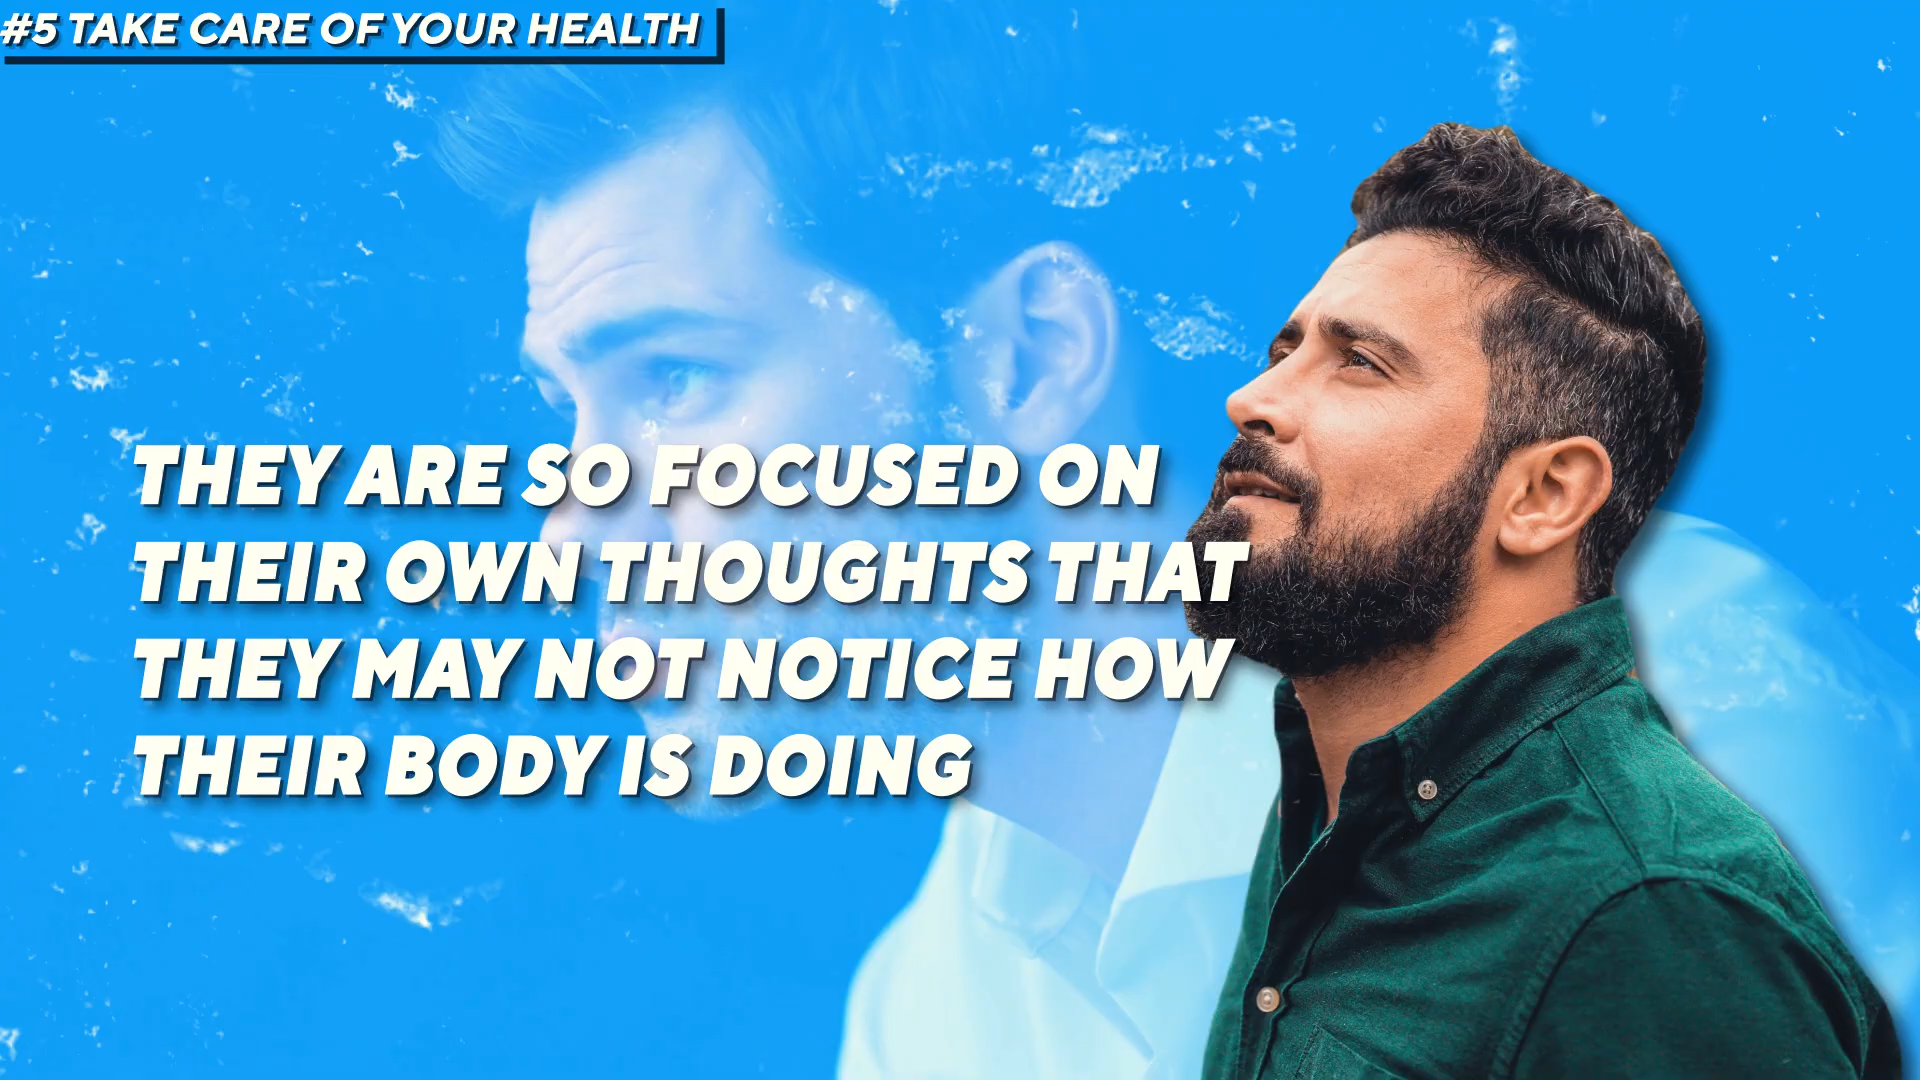 #5 TAKE CARE OF YOUR HEALTH
THEY ARE SO FOCUSED ON
THEIR OWN THOUGHTS THAT
THEY MAY NOT NOTICE HOW
THEIR BODY IS DOING